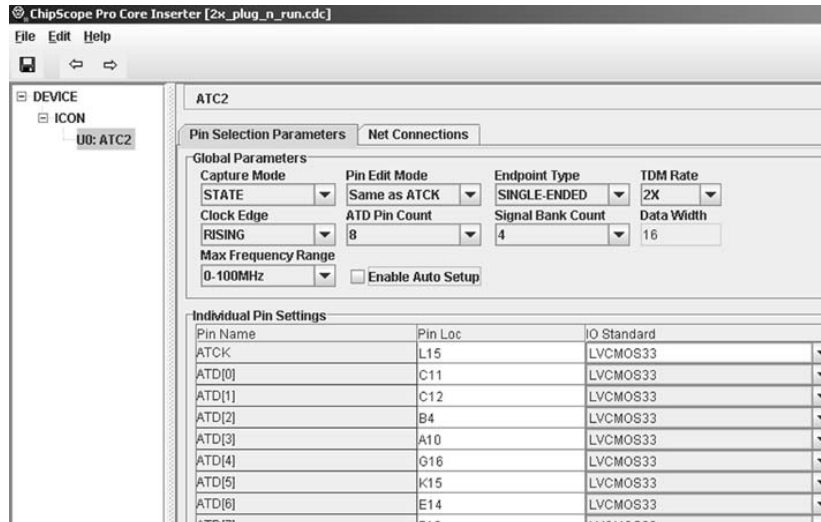 ChipScope Pro Core Inserter [2x_plug_n_run.cdc]
File Edit Help
DEVICE
ICON
U0: ATC2
ATC2
Pin Selection Parameters Net Connections
Global Parameters
Capture Mode Pin Edit Mode Endpoint Type TDM Rate
STATE Same as ATCK SINGLE-ENDED 2X
Clock Edge ATD Pin Count Signal Bank Count Data Width
RISING 8 4 16
Max Frequency Range
0-100MHz Enable Auto Setup
Individual Pin Settings
Pin Name Pin Loc IO Standard
ATCK L15 LVCMOS33
ATD[0] C11 LVCMOS33
ATD[1] C12 LVCMOS33
ATD[2] B4 LVCMOS33
ATD[3] A10 LVCMOS33
ATD[4] G16 LVCMOS33
ATD[5] K15 LVCMOS33
ATD[6] E14 LVCMOS33